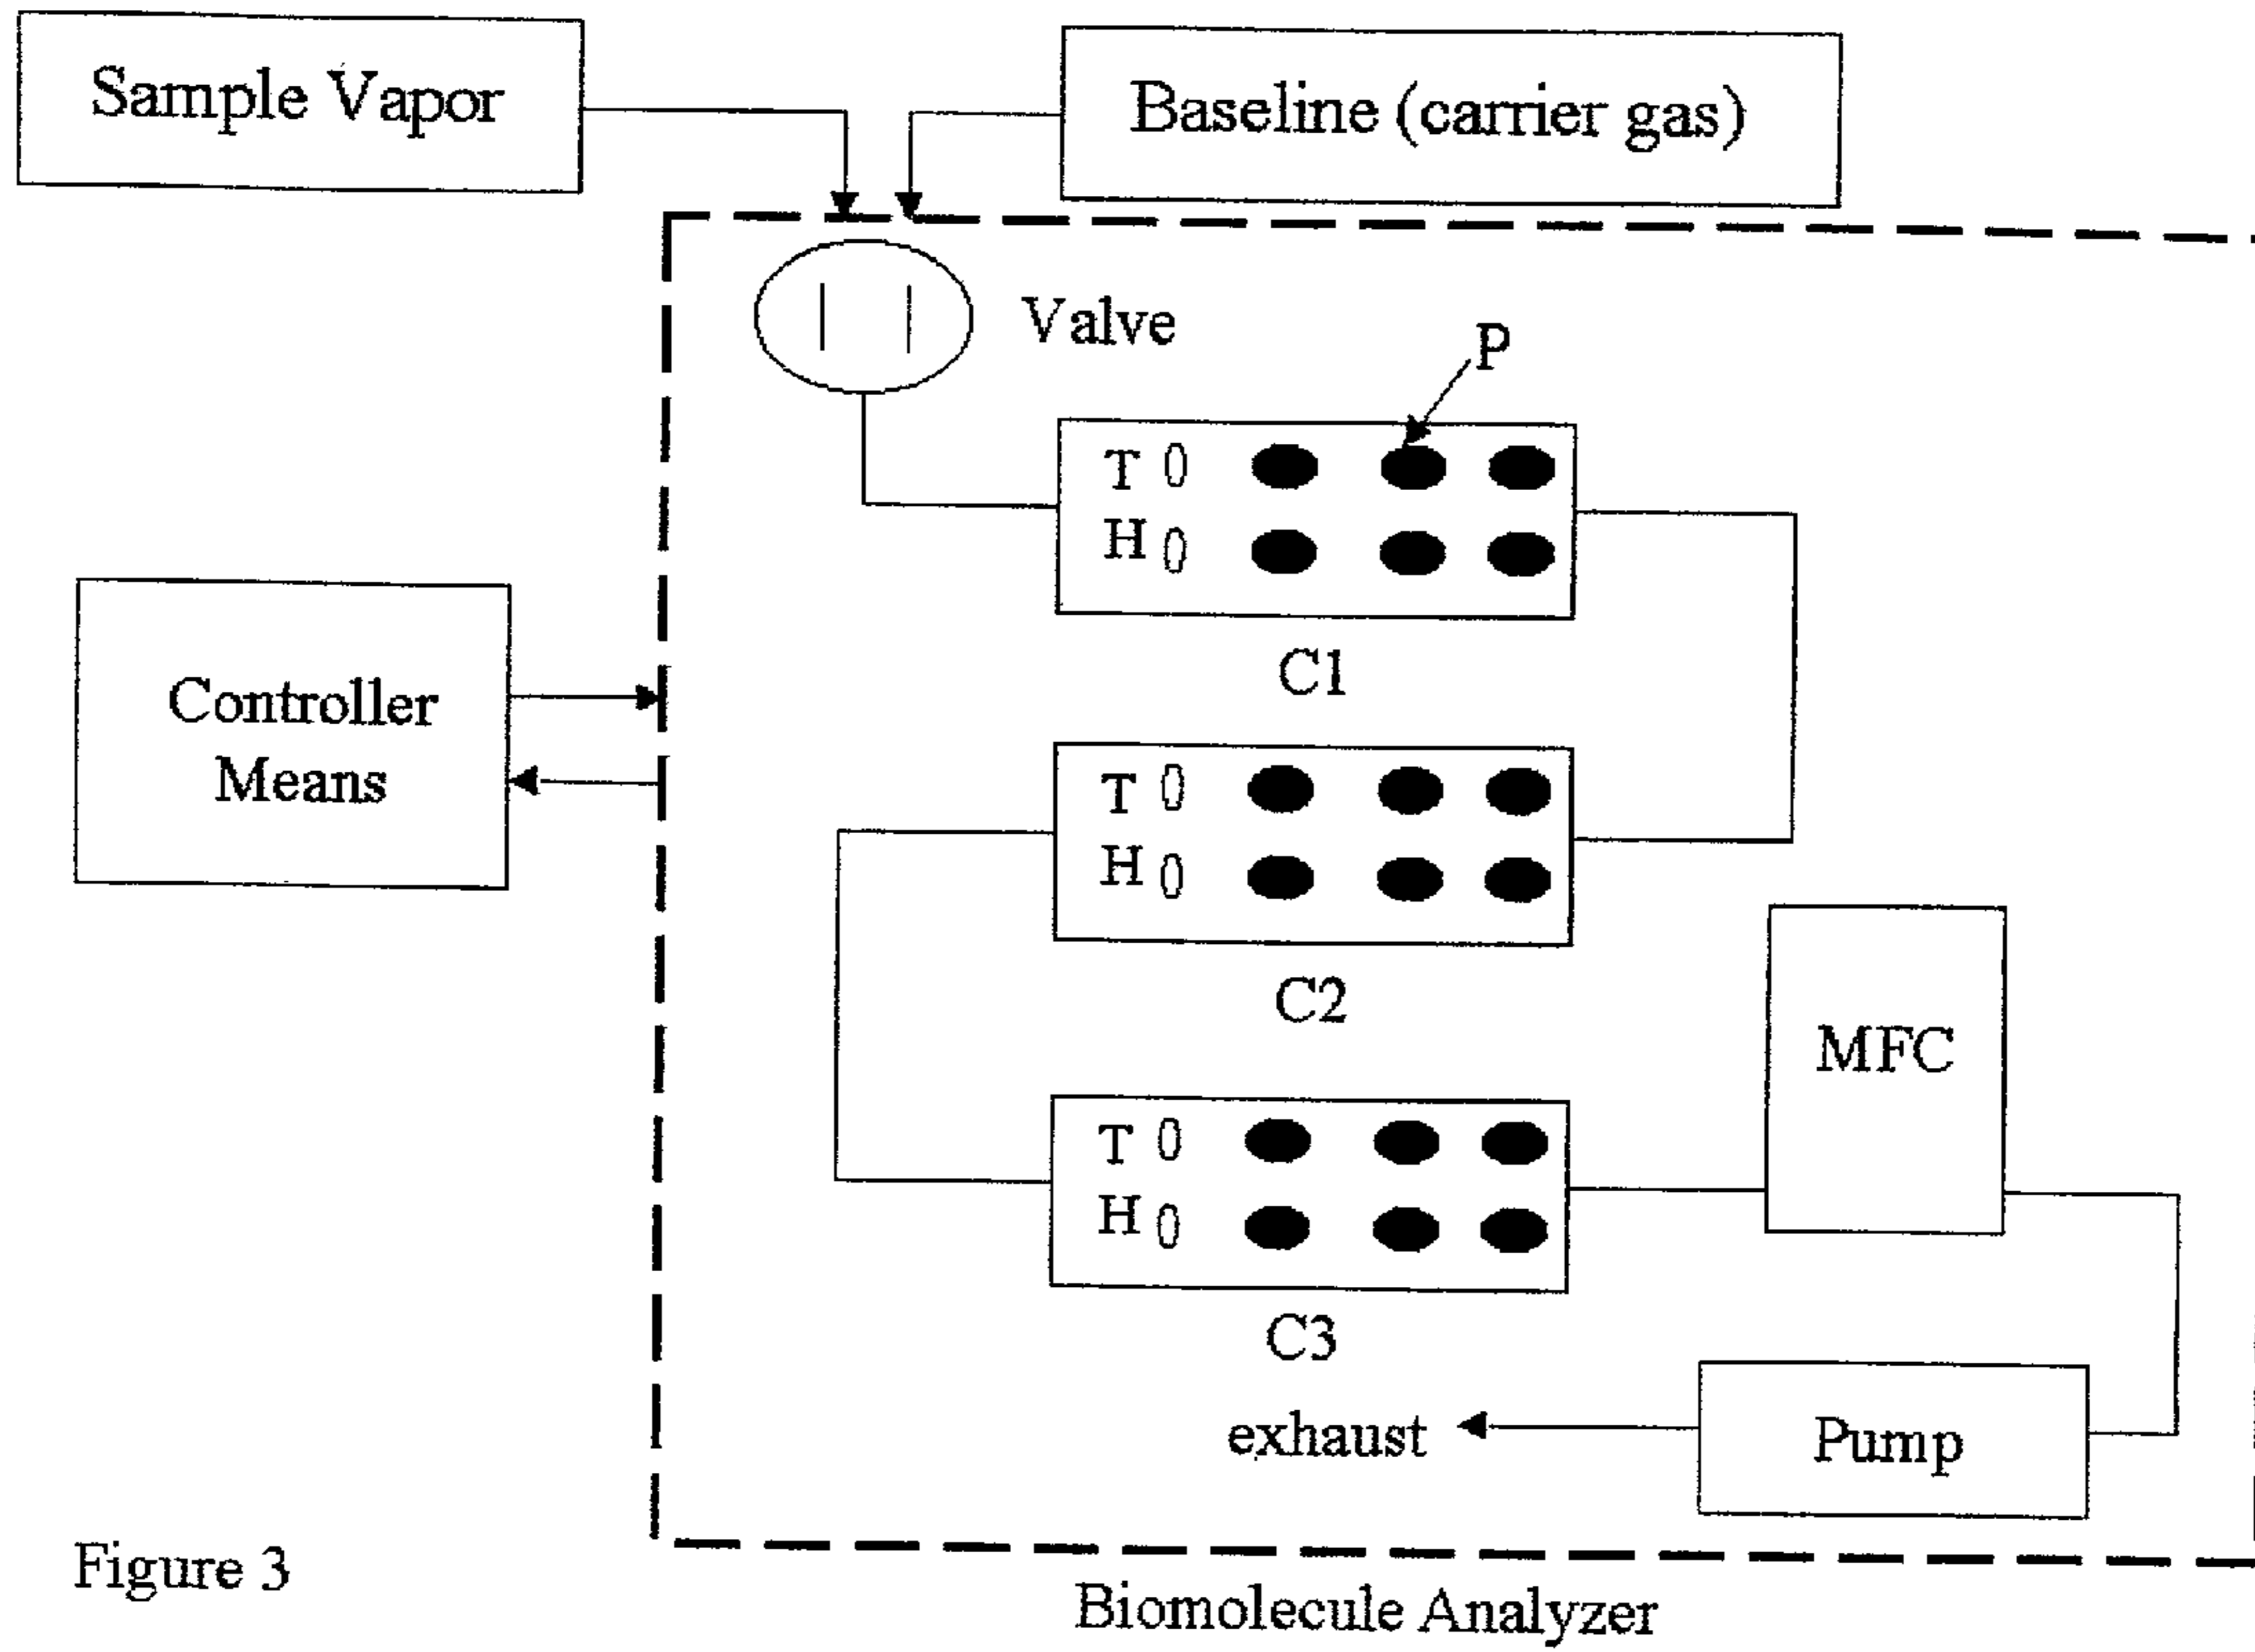 Sample Vapor
Baseline (carrier gas)
Valve
P
T
H
C1
Controller
Means
T
H
C2
MFC
T
H
C3
exhaust
Pump
Figure 3
Biomolecule Analyzer